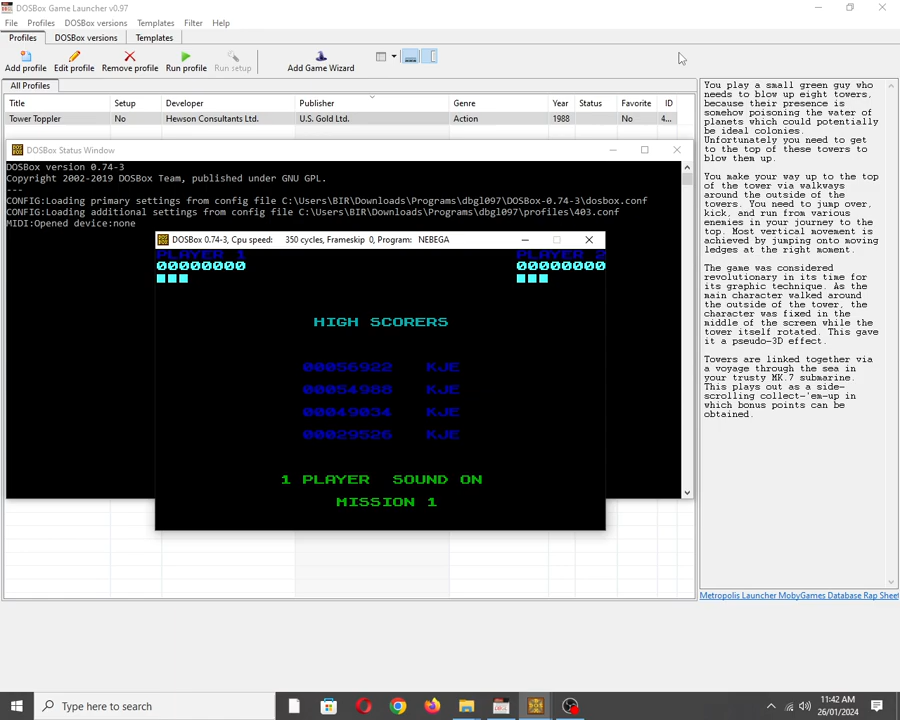 DOSBox Game Launcher v0.97
File Profiles DOSBox versions Templates Filter Help
Profiles DOSBox versions Templates
Add profile Edit profile Remove profile Run profile Run setup Add Game Wizard
All Profiles
Title Setup Developer Publisher Genre Year Status Favorite ID
Tower Toppler No Hewson Consultants Ltd. U.S. Gold Ltd. Action 1988 No 4...
DOSBox Status Window
DOSBox version 0.74-3
Copyright 2002-2019 DOSBox Team, published under GNU GPL.
---
CONFIG:Loading primary settings from config file C:\Users\BIR\Downloads\Programs\dbgl097\DOSBox-0.74-3\dosbox.conf
CONFIG:Loading additional settings from config file C:\Users\BIR\Downloads\Programs\dbgl097\profiles\403.conf
MIDI:Opened device:none
DOSBox 0.74-3, Cpu speed: 350 cycles, Frameskip 0, Program: NEBEGA
PLAYER 1 PLAYER 2
00000000 00000000
HIGH SCORERS
00056922 KJE
00054988 KJE
00049034 KJE
00029526 KJE
1 PLAYER SOUND ON
MISSION 1
You play a small green guy who
needs to blow up eight towers,
because their presence is
somehow poisoning the water of
planets which could potentially
be ideal colonies.
Unfortunately you need to get
to the top of these towers to
blow them up.
You make your way up to the top
of the tower via walkways
around the outside of the
towers. You need to jump over,
kick, and run from various
enemies in your journey to the
top. Most vertical movement is
achieved by jumping onto moving
ledges at the right moment.
The game was considered
revolutionary in its time for
its graphic technique. As the
main character walked around
the outside of the tower, the
character was fixed in the
middle of the screen while the
tower itself rotated. This gave
it a pseudo-3D effect.
Towers are linked together via
a voyage through the sea in
your trusty MK.7 submarine.
This plays out as a side-
scrolling collect-'em-up in
which bonus points can be
obtained.
Metropolis Launcher MobyGames Database Rap Sheet
Type here to search
11:42 AM
26/01/2024